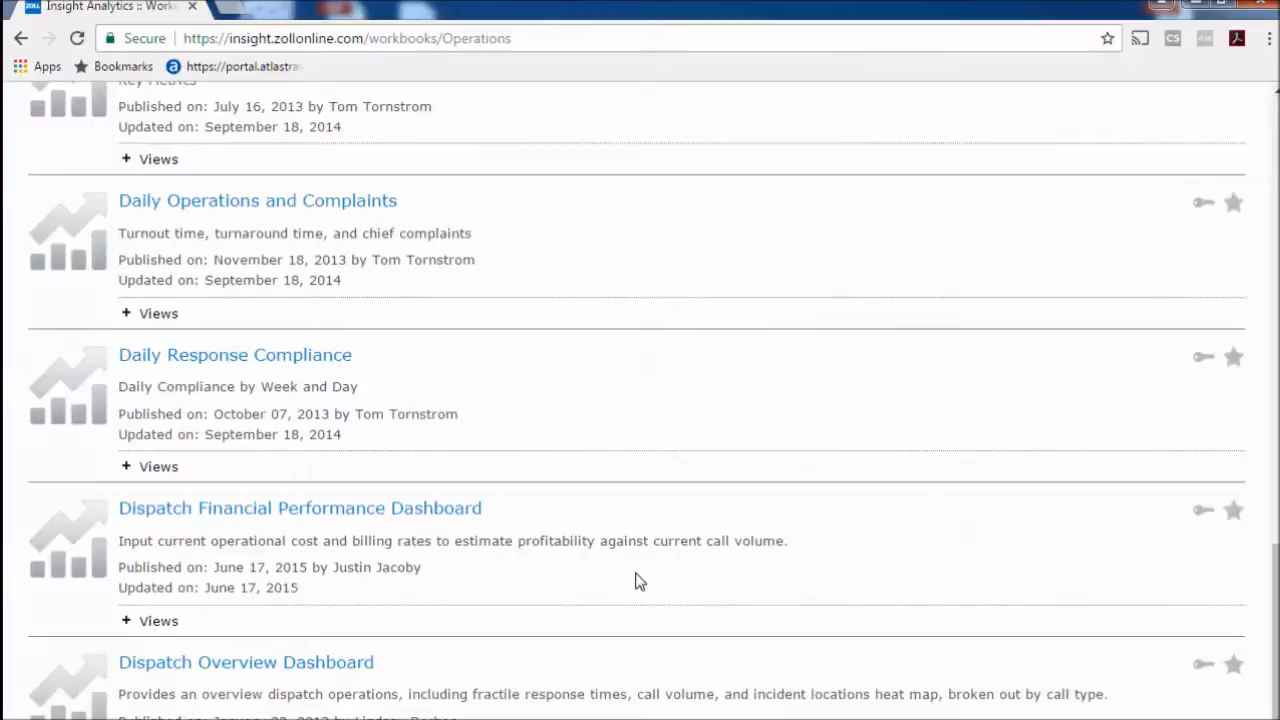 ZOLL Insight Analytics :: Work
Secure https://insight.zollonline.com/workbooks/Operations
CS
Apps Bookmarks a https://portal.atlastra
Key Metrics
Published on: July 16, 2013 by Tom Tornstrom
Updated on: September 18, 2014
+ Views
Daily Operations and Complaints
Turnout time, turnaround time, and chief complaints
Published on: November 18, 2013 by Tom Tornstrom
Updated on: September 18, 2014
+ Views
Daily Response Compliance
Daily Compliance by Week and Day
Published on: October 07, 2013 by Tom Tornstrom
Updated on: September 18, 2014
+ Views
Dispatch Financial Performance Dashboard
Input current operational cost and billing rates to estimate profitability against current call volume.
Published on: June 17, 2015 by Justin Jacoby
Updated on: June 17, 2015
+ Views
Dispatch Overview Dashboard
Provides an overview dispatch operations, including fractile response times, call volume, and incident locations heat map, broken out by call type.